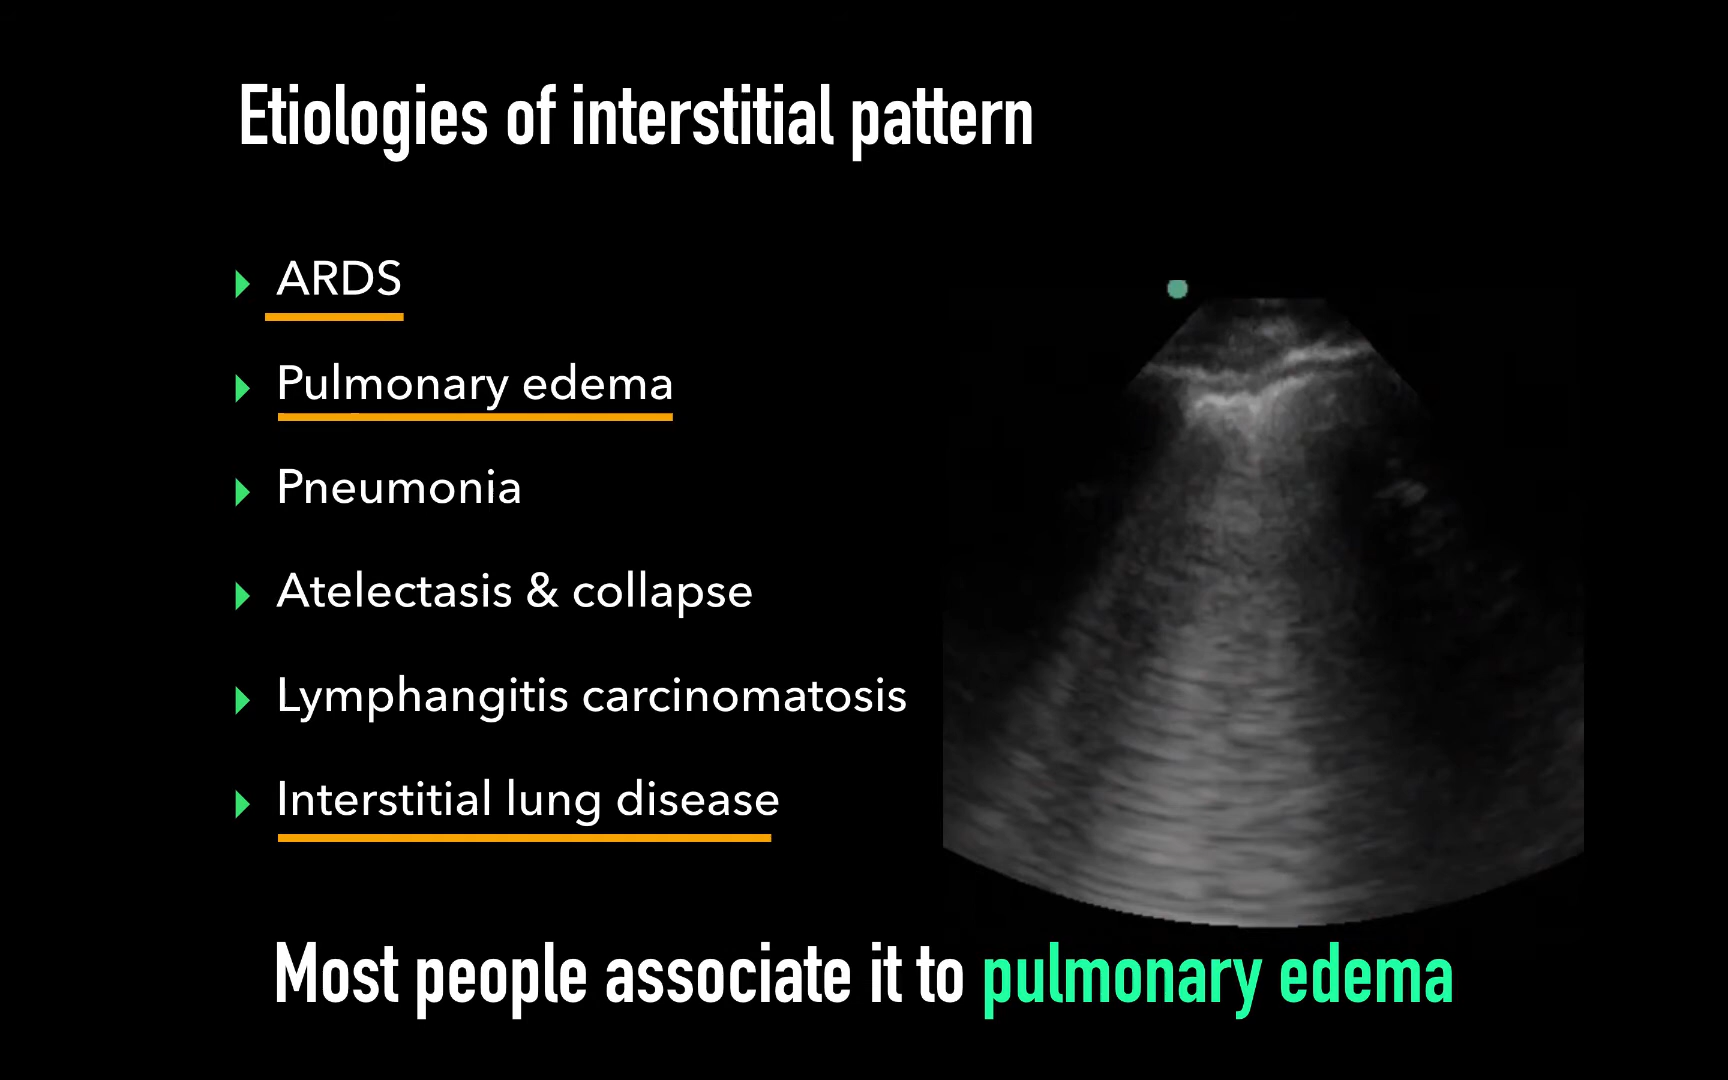 Etiologies of interstitial pattern
ARDS
Pulmonary edema
Pneumonia
Atelectasis & collapse
Lymphangitis carcinomatosis
Interstitial lung disease
Most people associate it to pulmonary edema